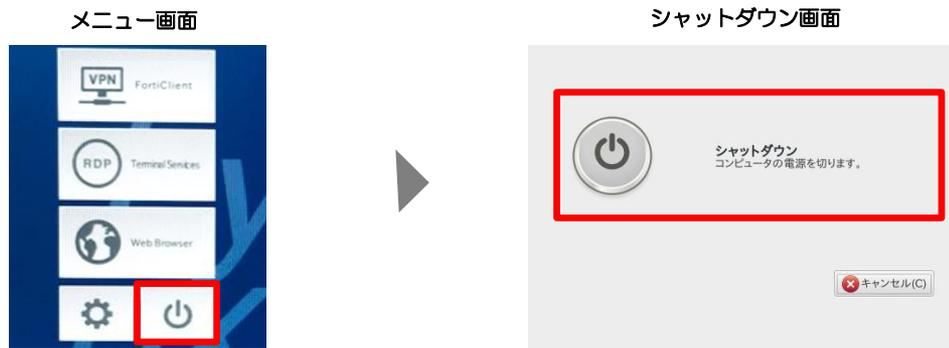 メニュー画面
シャットダウン画面
VPN
FortiClient
RDP
Terminal Services
Web Browser
シャットダウン
コンピュータの電源を切ります。
キャンセル(C)